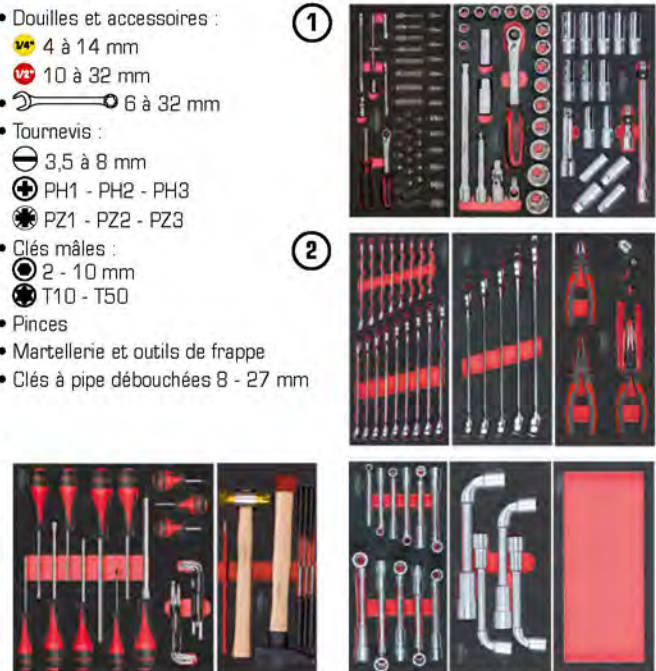 • Douilles et accessoires :
1/4" 4 à 14 mm
1/2" 10 à 32 mm
• 6 à 32 mm
• Tournevis :
3,5 à 8 mm
PH1 - PH2 - PH3
PZ1 - PZ2 - PZ3
• Clés mâles :
2 - 10 mm
T10 - T50
• Pinces
• Martellerie et outils de frappe
• Clés à pipe débouchées 8 - 27 mm
1
2